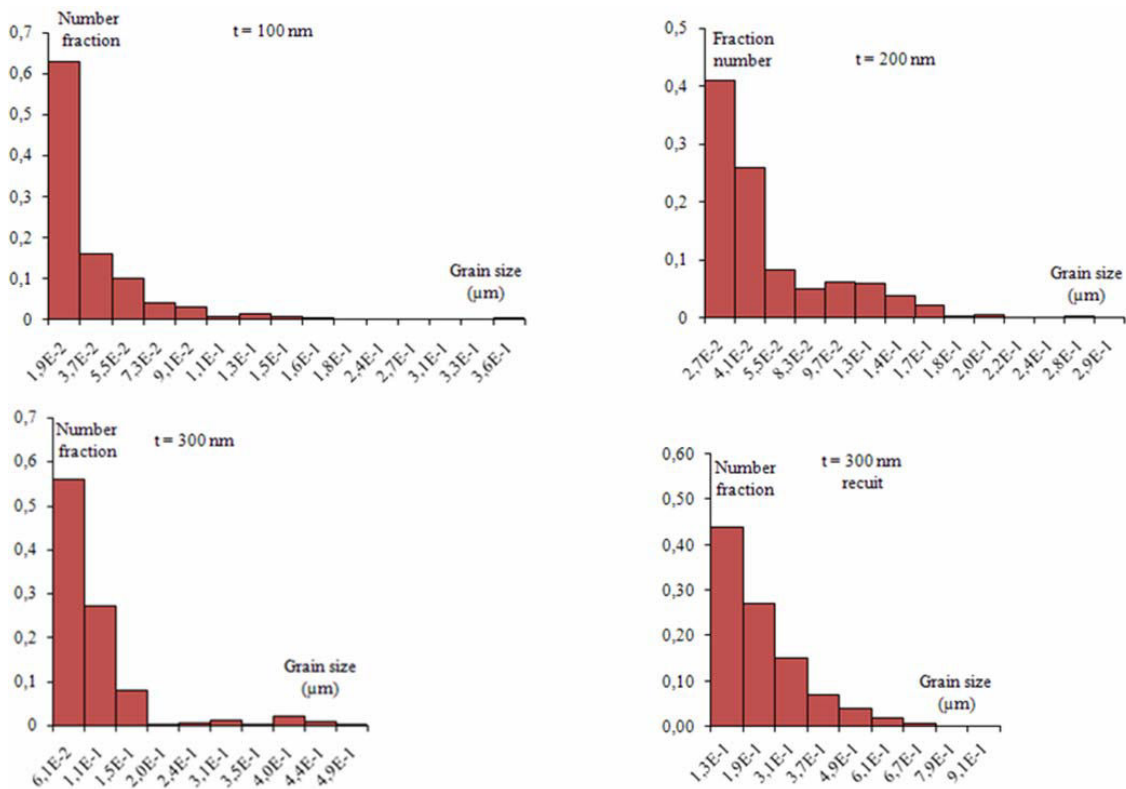 Number
fraction
t = 100 nm
0,7
0,6
0,5
0,4
0,3
0,2
0,1
0
Grain size
(µm)
1,9E-2
3,7E-2
5,5E-2
7,3E-2
9,1E-2
1,1E-1
1,3E-1
1,5E-1
1,6E-1
1,8E-1
2,4E-1
2,7E-1
3,1E-1
3,3E-1
3,6E-1
Fraction
number
t = 200 nm
0,5
0,4
0,3
0,2
0,1
0
Grain size
(µm)
2,7E-2
4,1E-2
5,5E-2
8,3E-2
9,7E-2
1,3E-1
1,4E-1
1,7E-1
1,8E-1
2,0E-1
2,2E-1
2,4E-1
2,8E-1
2,9E-1
Number
fraction
t = 300 nm
0,7
0,6
0,5
0,4
0,3
0,2
0,1
0
Grain size
(µm)
6,1E-2
1,1E-1
1,5E-1
2,0E-1
2,4E-1
3,1E-1
3,5E-1
4,0E-1
4,4E-1
4,9E-1
Number
fraction
t = 300 nm
recuit
0,60
0,50
0,40
0,30
0,20
0,10
0,00
Grain size
(µm)
1,3E-1
1,9E-1
3,1E-1
3,7E-1
4,9E-1
6,1E-1
6,7E-1
7,9E-1
9,1E-1